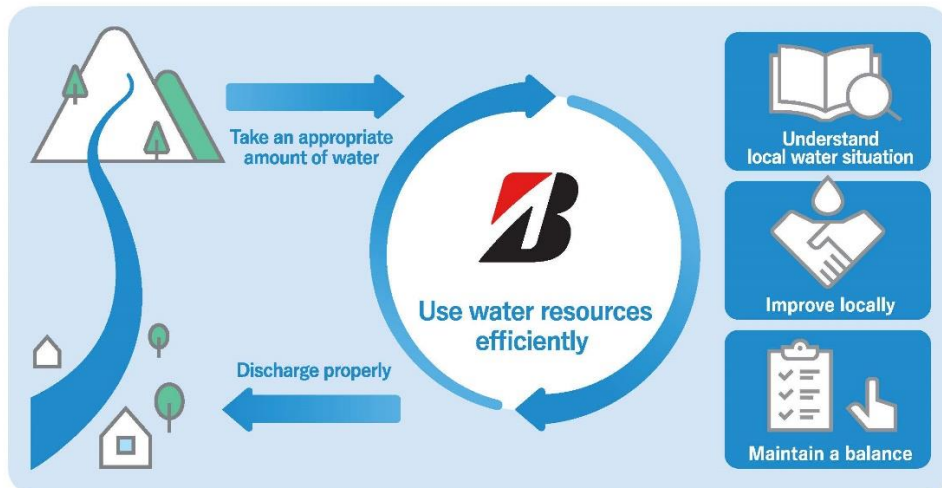 Take an appropriate
amount of water
Use water resources
efficiently
Discharge properly
Understand
local water situation
Improve locally
Maintain a balance